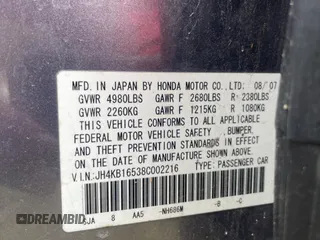 MFD. IN JAPAN BY HONDA MOTOR CO., LTD: 08/ 07
GVWR 4980LBS GAWR F 2680LBS R 2380LBS
GVWR 2260KG GAWR F 1215KG R 1080KG
THIS VEHICLE CONFORMS TO ALL APPLICABLE
FEDERAL MOTOR VEHICLE SAFETY, BUMPER,
AND THEFT PREVENTION STANDARDS IN EFFECT ON
THE DATE OF MANUFACTURE SHOWN ABOVE.
V.I.N.: JH4KB16538C002216 TYPE: PASSENGER CAR
SJA 8 AA5 NH686M -B -C
DREAMBID